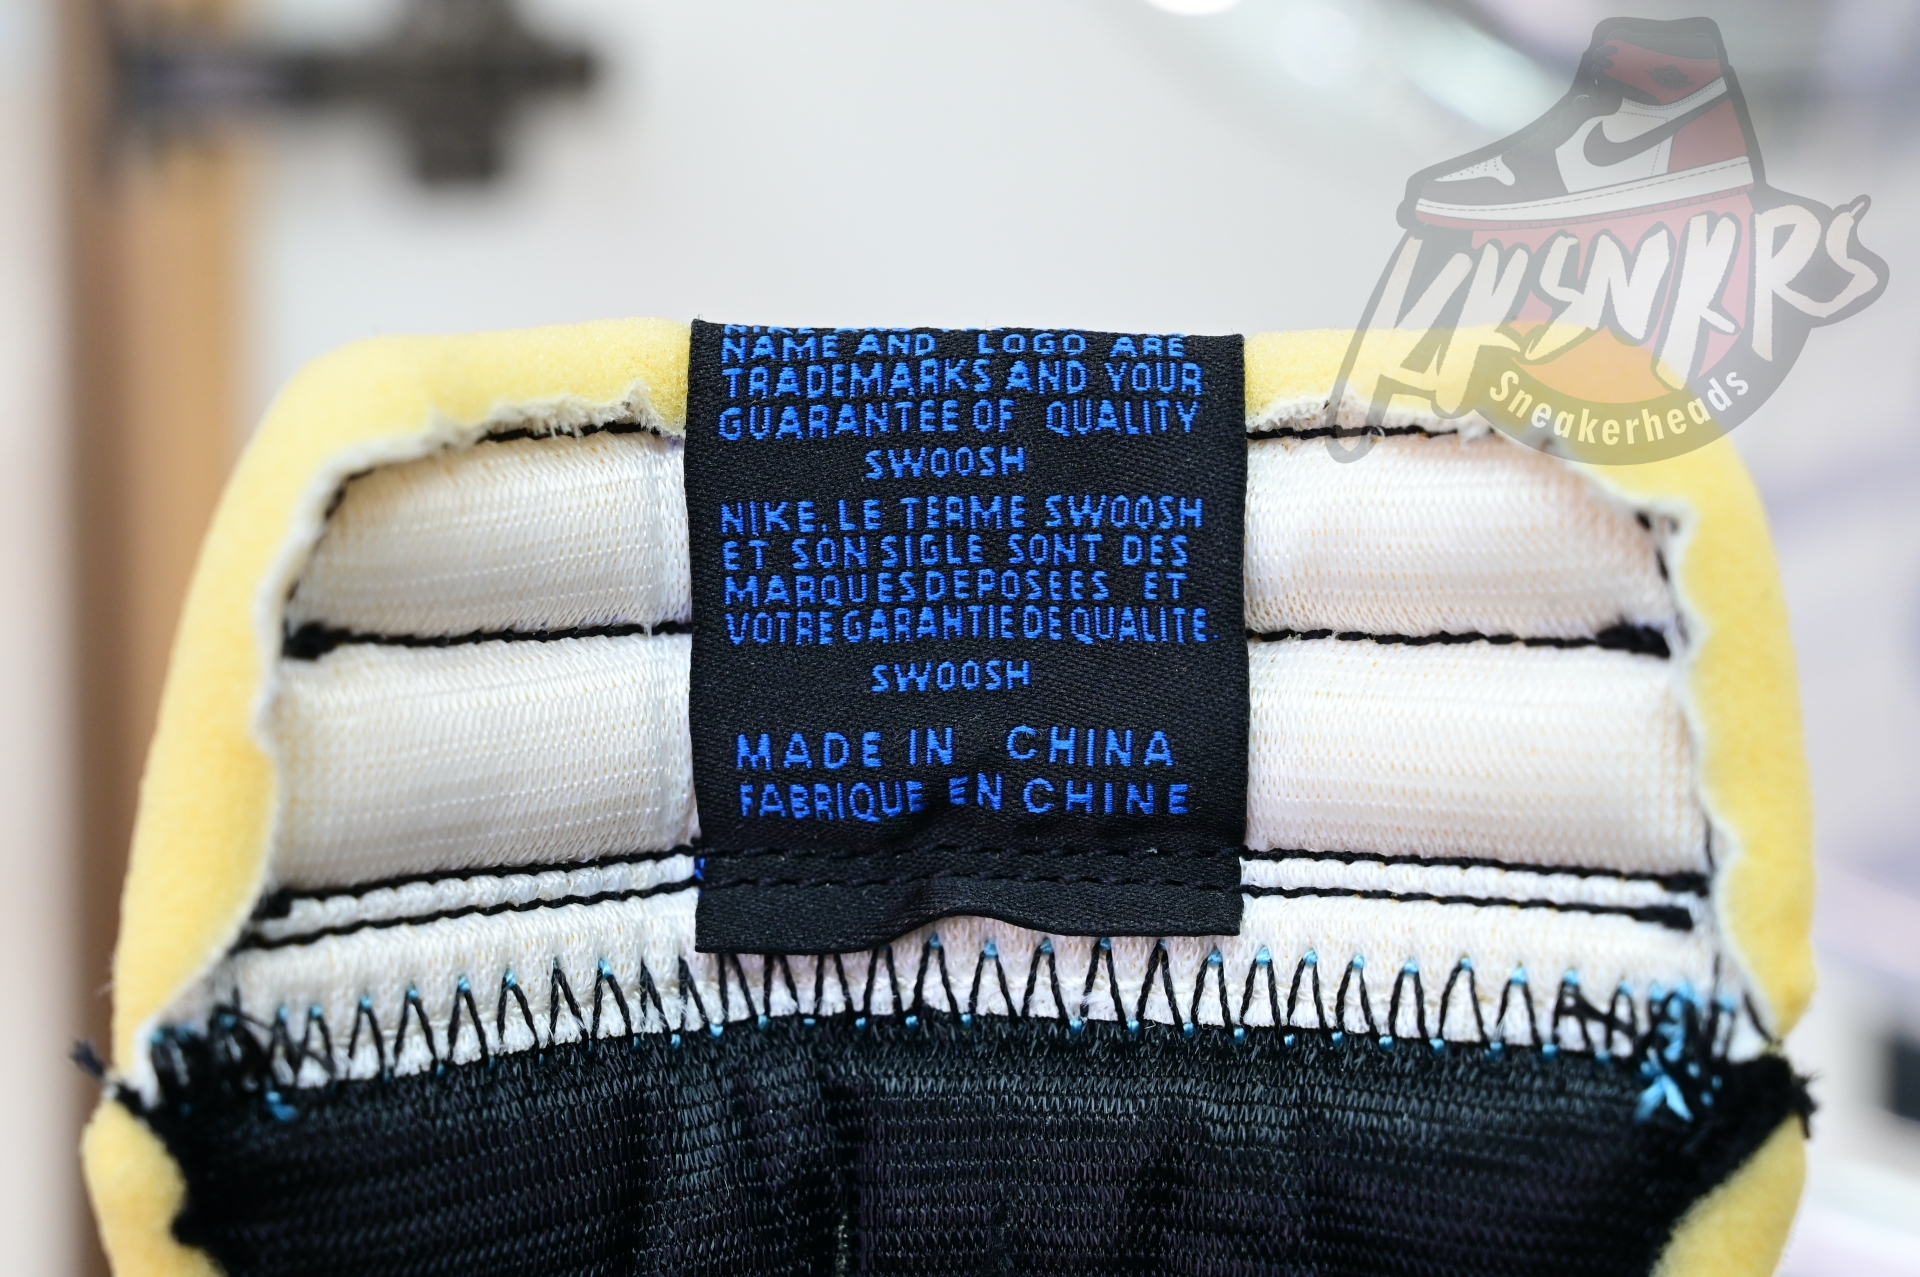 NAME AND LOGO ARE
TRADEMARKS AND YOUR
GUARANTEE OF QUALITY
SWOOSH
NIKE, LE TERME SWOOSH
ET SON SIGLE SONT DES
MARQUES DEPOSEES ET
VOTRE GARANTIE DE QUALITE.
SWOOSH
MADE IN CHINA
FABRIQUE EN CHINE
Sneakerheads